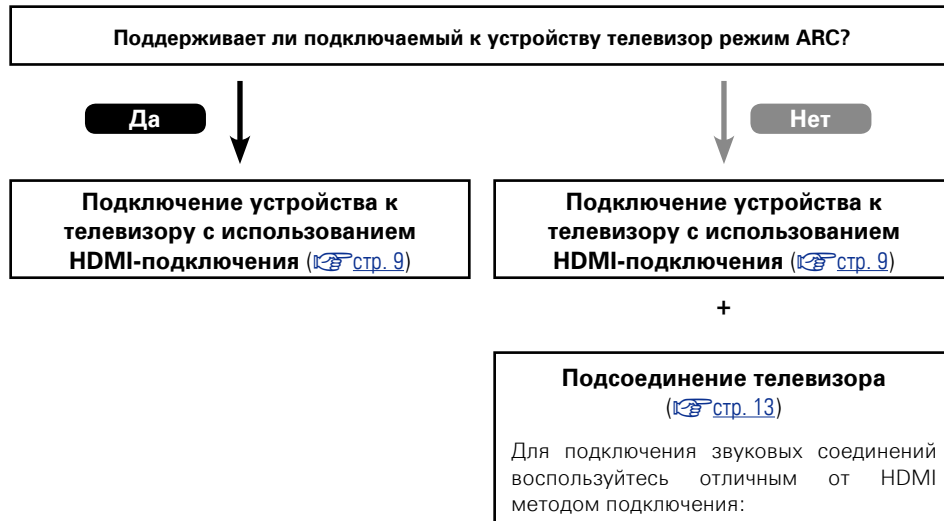 Поддерживает ли подключаемый к устройству телевизор режим ARC?
Да
Нет
Подключение устройства к
телевизору с использованием
HDMI-подключения (стр. 9)
Подключение устройства к
телевизору с использованием
HDMI-подключения (стр. 9)
+
Подсоединение телевизора
(стр. 13)
Для подключения звуковых соединений
воспользуйтесь отличным от HDMI
методом подключения: